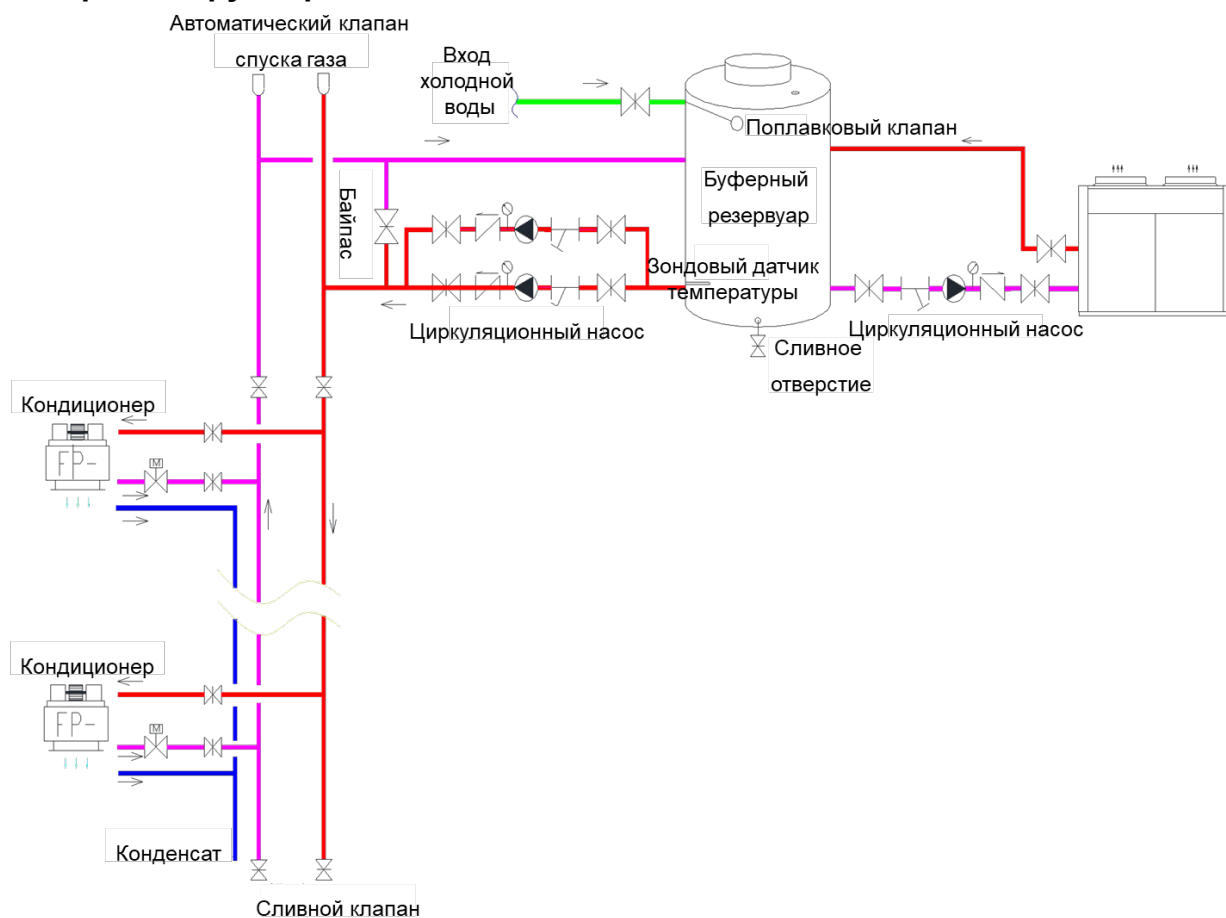 Автоматический клапан
спуска газа
Вход
холодной
воды
Поплавковый клапан
Байпас
Буферный
резервуар
Зондовый датчик
температуры
Циркуляционный насос
Циркуляционный насос
Сливное
отверстие
Кондиционер
FP-
M
Кондиционер
FP-
M
Конденсат
Сливной клапан